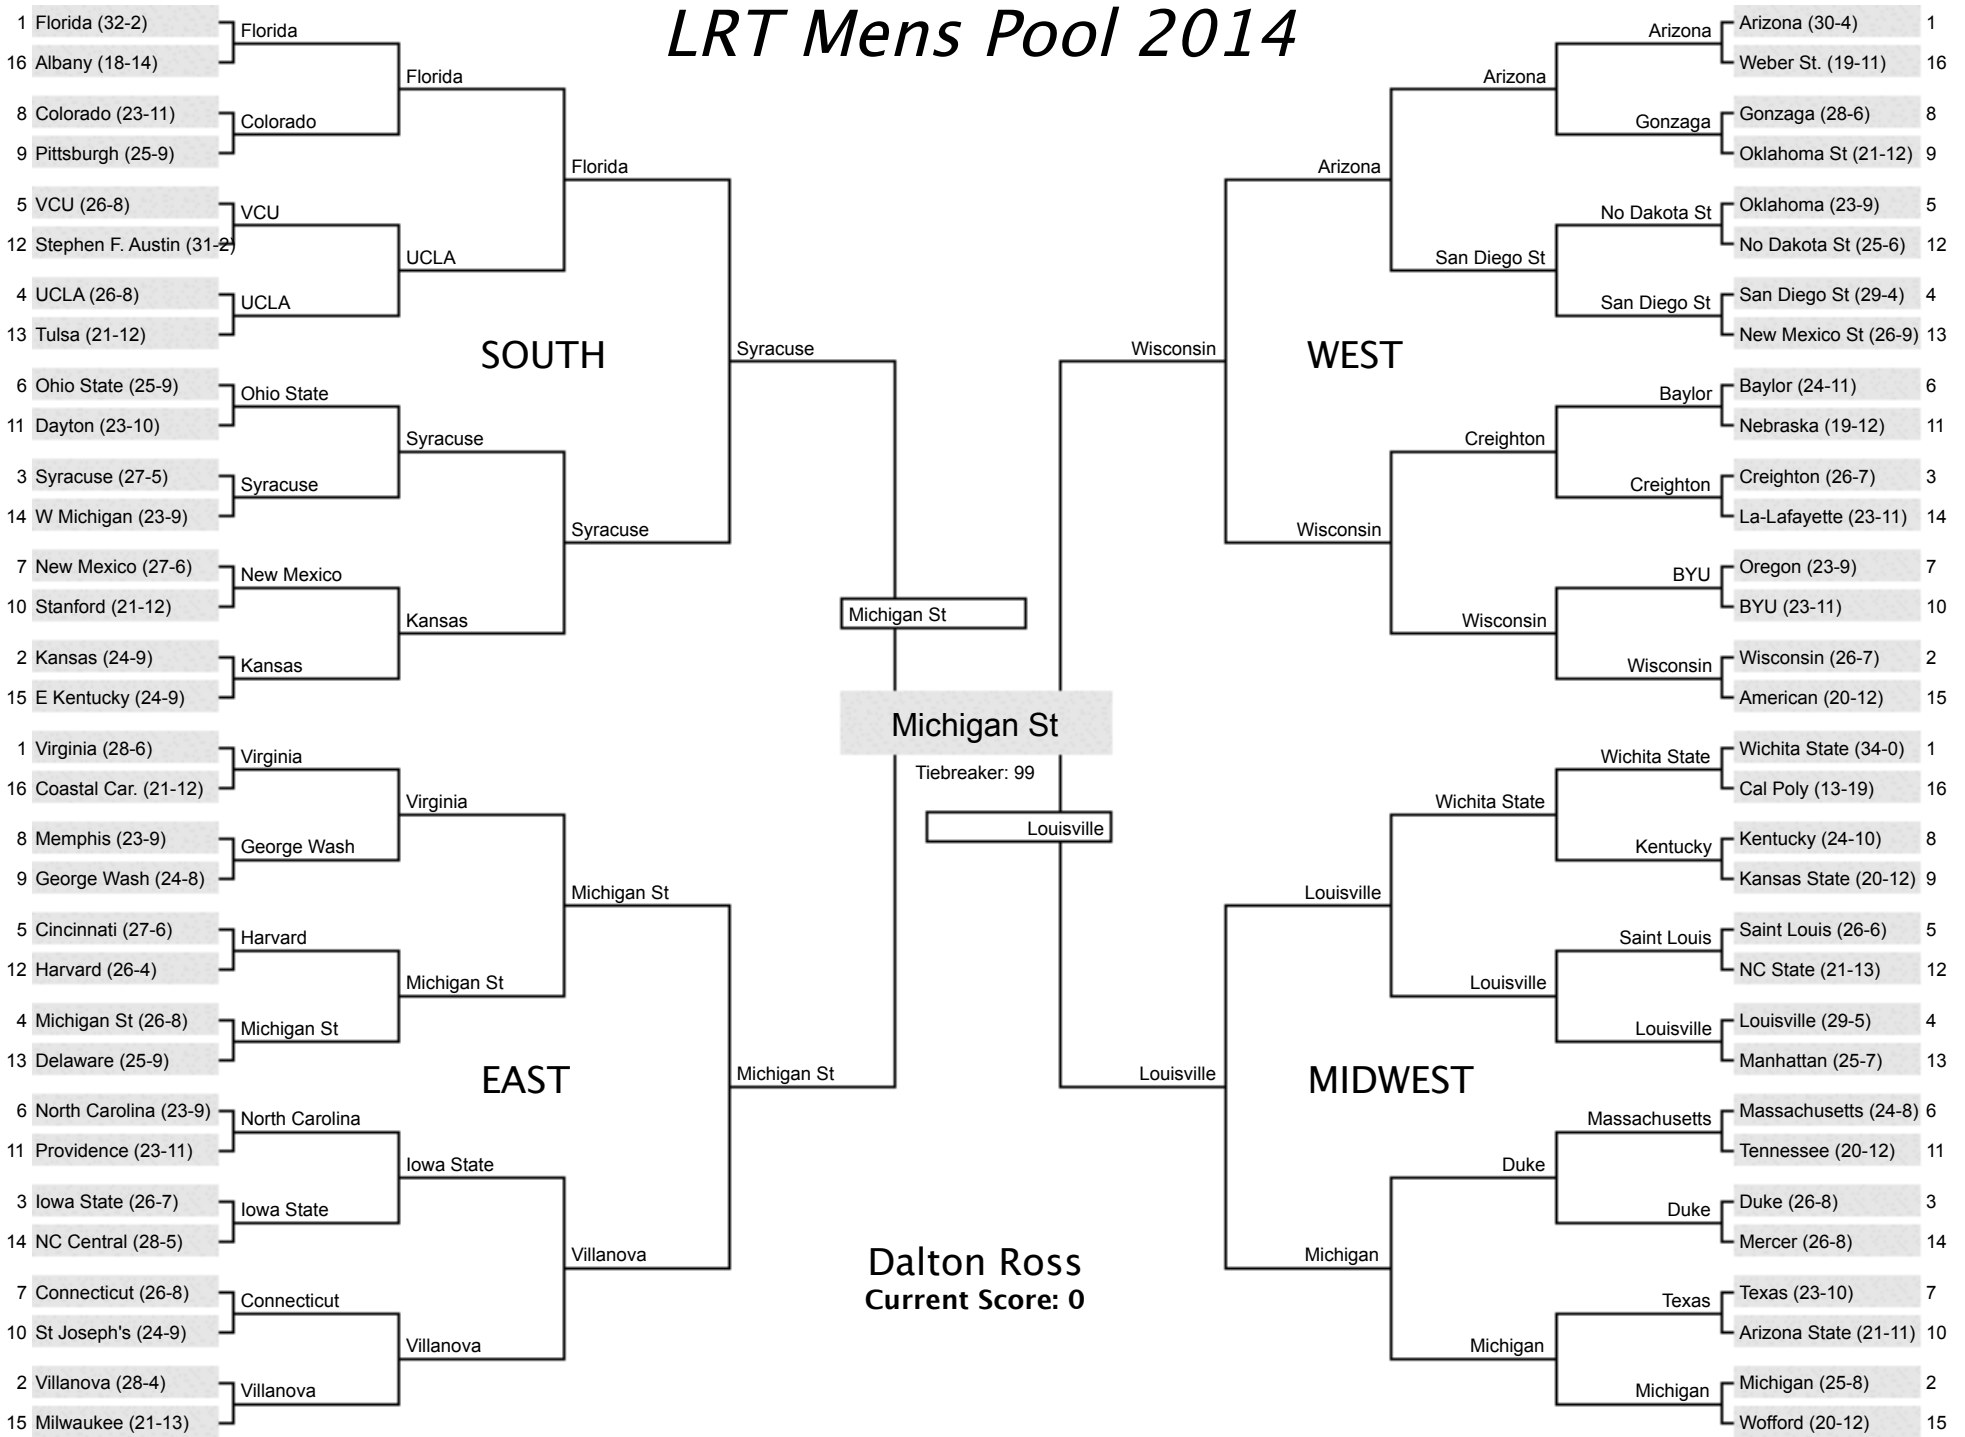 LRT Mens Pool 2014
1 Florida (32-2)
Florida
16 Albany (18-14)
Florida
8 Colorado (23-11)
Colorado
9 Pittsburgh (25-9)
Florida
5 VCU (26-8)
VCU
12 Stephen F. Austin (31-2)
UCLA
4 UCLA (26-8)
UCLA
13 Tulsa (21-12)
SOUTH
Syracuse
6 Ohio State (25-9)
Ohio State
11 Dayton (23-10)
Syracuse
3 Syracuse (27-5)
Syracuse
14 W Michigan (23-9)
Syracuse
7 New Mexico (27-6)
New Mexico
10 Stanford (21-12)
Kansas
2 Kansas (24-9)
Kansas
15 E Kentucky (24-9)
1 Virginia (28-6)
Virginia
16 Coastal Car. (21-12)
Virginia
8 Memphis (23-9)
George Wash
9 George Wash (24-8)
Michigan St
5 Cincinnati (27-6)
Harvard
12 Harvard (26-4)
Michigan St
4 Michigan St (26-8)
Michigan St
13 Delaware (25-9)
EAST
Michigan St
6 North Carolina (23-9)
North Carolina
11 Providence (23-11)
Iowa State
3 Iowa State (26-7)
Iowa State
14 NC Central (28-5)
Villanova
7 Connecticut (26-8)
Connecticut
10 St Joseph's (24-9)
Villanova
2 Villanova (28-4)
Villanova
15 Milwaukee (21-13)
Michigan St
Michigan St
Tiebreaker: 99
Louisville
Dalton Ross
Current Score: 0
Arizona (30-4) 1
Arizona
Weber St. (19-11) 16
Arizona
Gonzaga (28-6) 8
Gonzaga
Oklahoma St (21-12) 9
Arizona
Oklahoma (23-9) 5
No Dakota St
No Dakota St (25-6) 12
San Diego St
San Diego St (29-4) 4
San Diego St
New Mexico St (26-9) 13
Wisconsin
WEST
Baylor (24-11) 6
Baylor
Nebraska (19-12) 11
Creighton
Creighton (26-7) 3
Creighton
La-Lafayette (23-11) 14
Wisconsin
Oregon (23-9) 7
BYU
BYU (23-11) 10
Wisconsin
Wisconsin (26-7) 2
Wisconsin
American (20-12) 15
Wichita State (34-0) 1
Wichita State
Cal Poly (13-19) 16
Wichita State
Kentucky (24-10) 8
Kentucky
Kansas State (20-12) 9
Louisville
Saint Louis (26-6) 5
Saint Louis
NC State (21-13) 12
Louisville
Louisville (29-5) 4
Louisville
Manhattan (25-7) 13
Louisville
MIDWEST
Massachusetts (24-8) 6
Massachusetts
Tennessee (20-12) 11
Duke
Duke (26-8) 3
Duke
Mercer (26-8) 14
Michigan
Texas (23-10) 7
Texas
Arizona State (21-11) 10
Michigan
Michigan (25-8) 2
Michigan
Wofford (20-12) 15